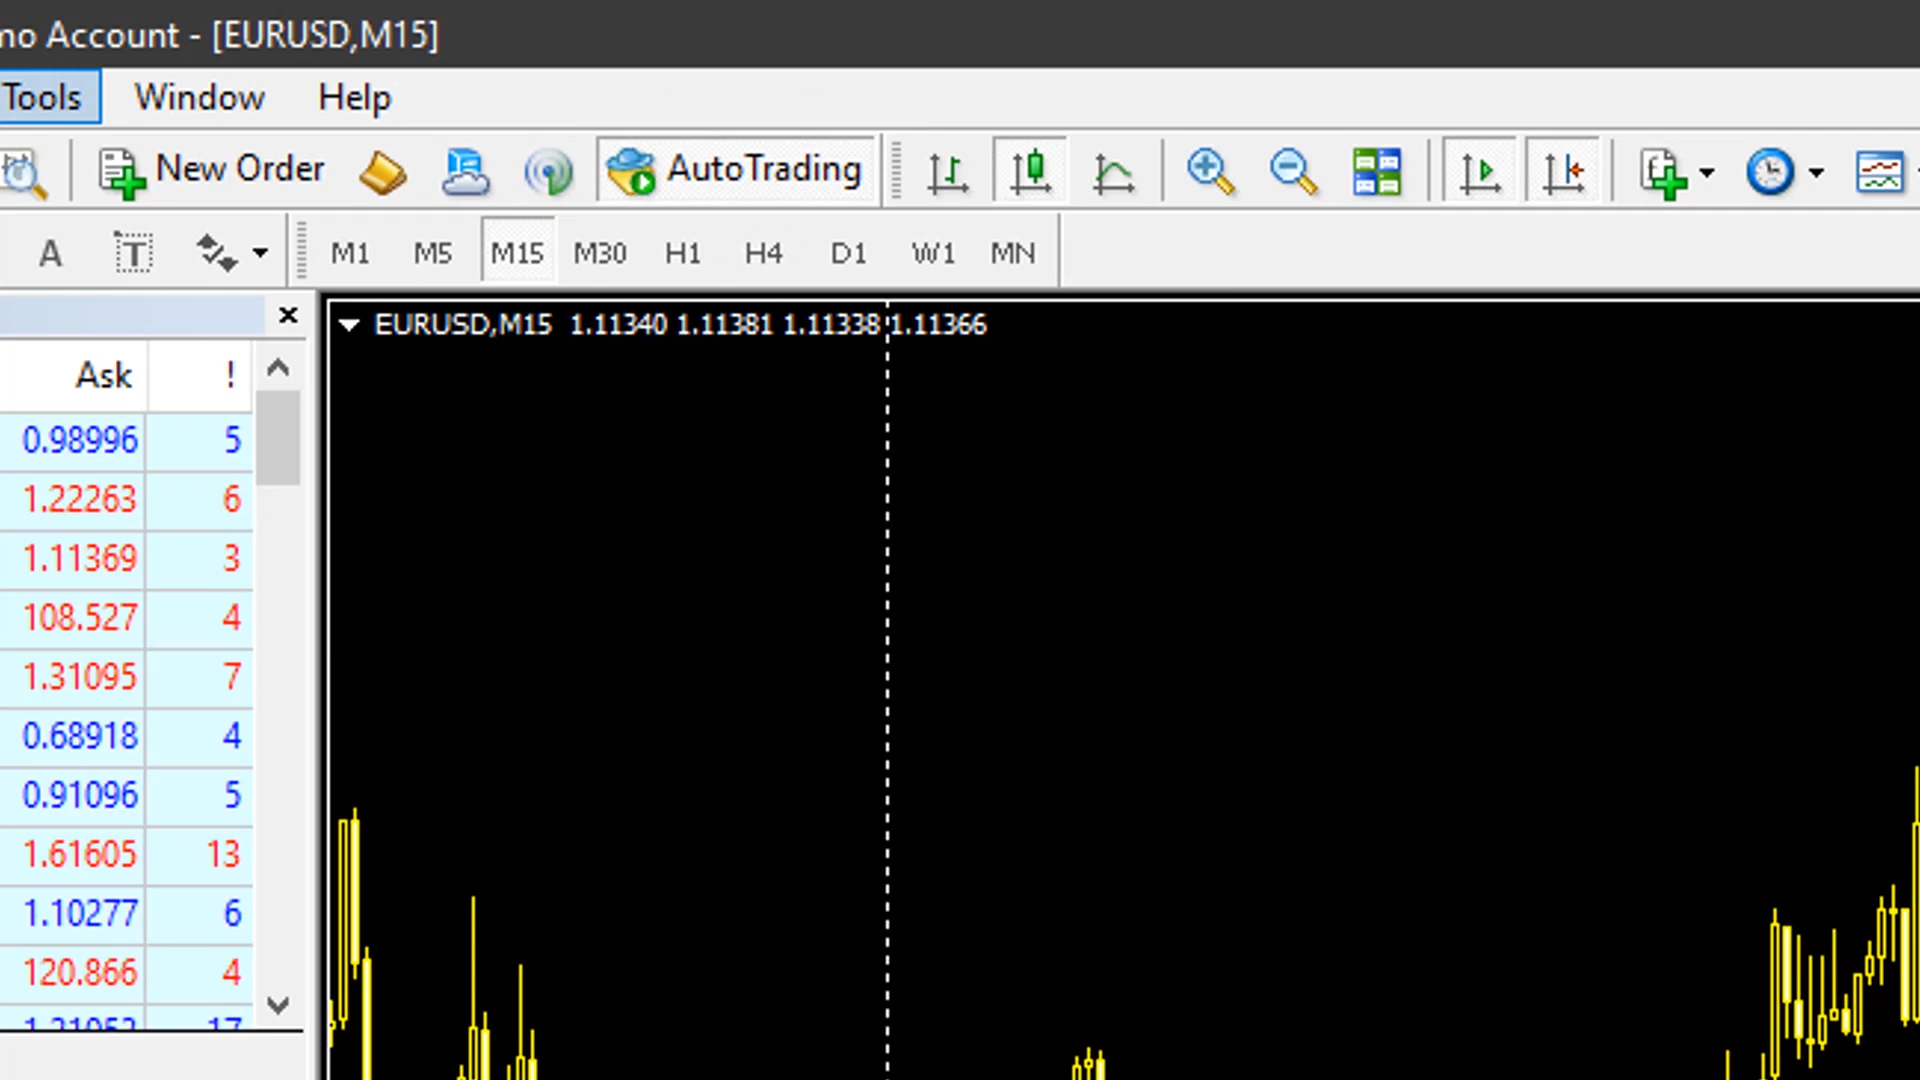 mo Account - [EURUSD,M15]
Tools Window Help
New Order AutoTrading
A T M1 M5 M15 M30 H1 H4 D1 W1 MN
EURUSD,M15 1.11340 1.11381 1.11338 1.11366
Ask !
0.98996 5
1.22263 6
1.11369 3
108.527 4
1.31095 7
0.68918 4
0.91096 5
1.61605 13
1.10277 6
120.866 4